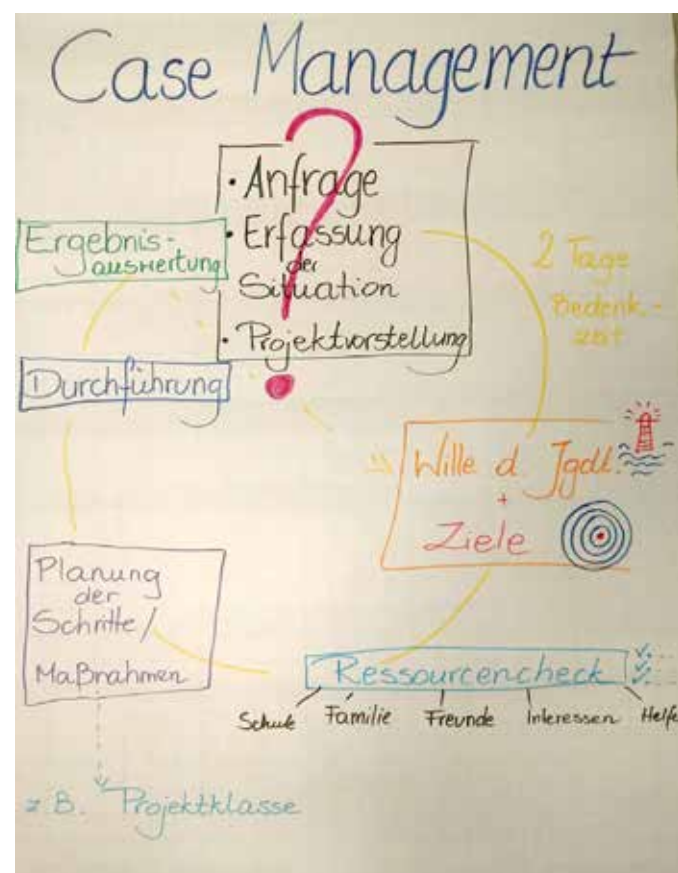 Case Management
?
• Anfrage
• Erfassung
der
Situation
• Projektvorstellung
2 Tage
Bedenk-
zeit
Wille d. Jgdl.
+
Ziele
Ressourcencheck
Schule Familie Freunde Interessen Helfe
Planung
der
Schritte/
Maßnahmen
z B. Projektklasse
Durchführung
Ergebnis-
auswertung